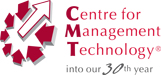 Centre for
Management
Technology®
into our 30th year